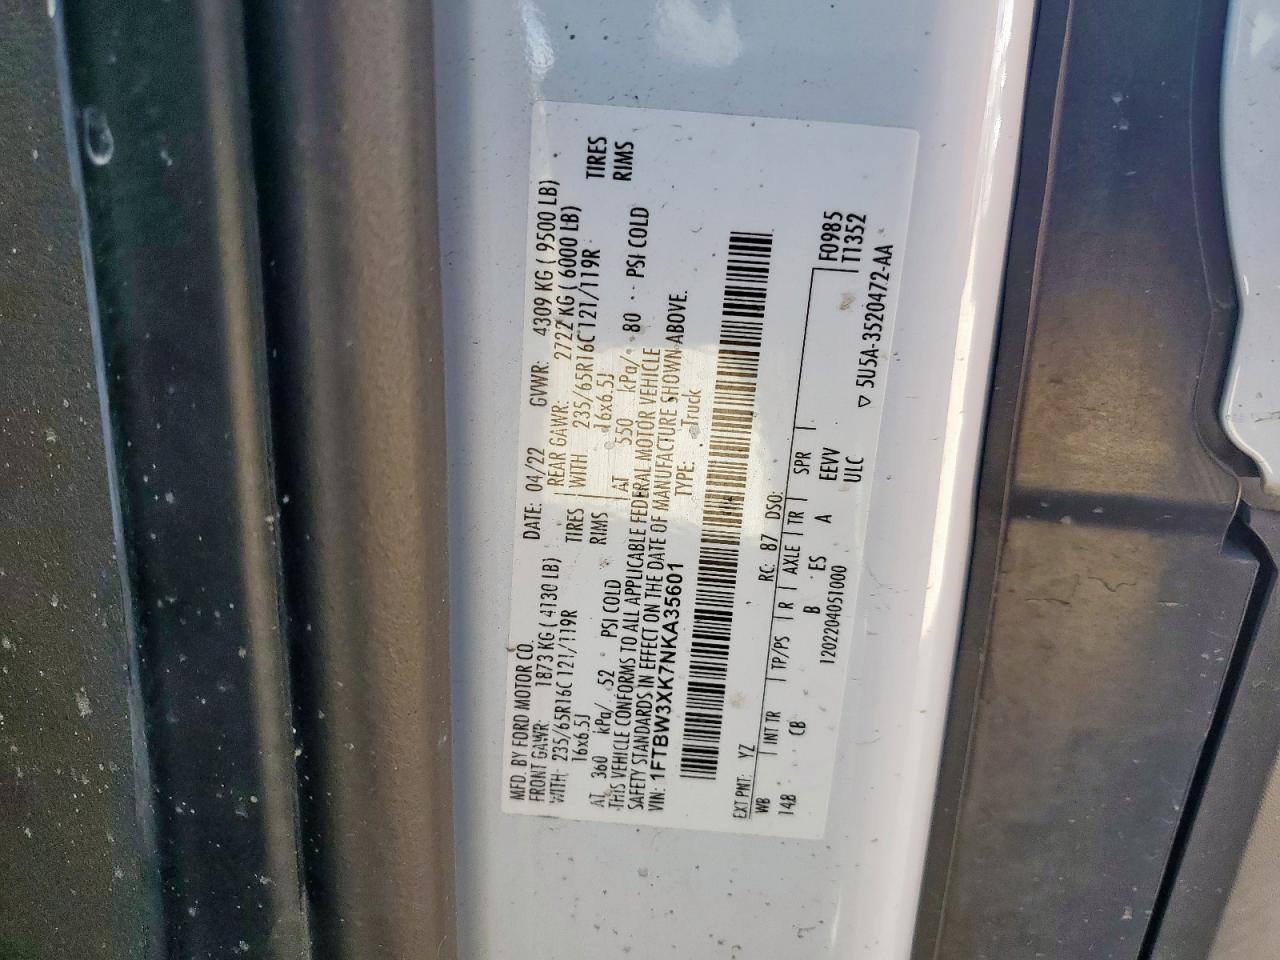 MFD. BY FORD MOTOR CO. DATE: 04/22 GVWR: 4309 KG ( 9500 LB)
FRONT GAWR: 1873 KG ( 4130 LB) REAR GAWR: 2722 KG ( 6000 LB)
WITH: 235/65R16C 121/119R TIRES WITH 235/65R16C 121/119R TIRES
16x6.5J RIMS 16x6.5J RIMS
AT 360 kPa/ 52 PSI COLD AT 550 kPa/ 80 PSI COLD
THIS VEHICLE CONFORMS TO ALL APPLICABLE FEDERAL MOTOR VEHICLE
SAFETY STANDARDS IN EFFECT ON THE DATE OF MANUFACTURE SHOWN ABOVE.
VIN: 1FTBW3XK7NKA35601 TYPE: Truck
EXT PNT: YZ RC: 87 DSO:
WB INT TR TP/PS R AXLE TR SPR F0985
148 CB B ES A EEVV T1352
1202204051000 ULC ▽ 5U5A-3520472-AA